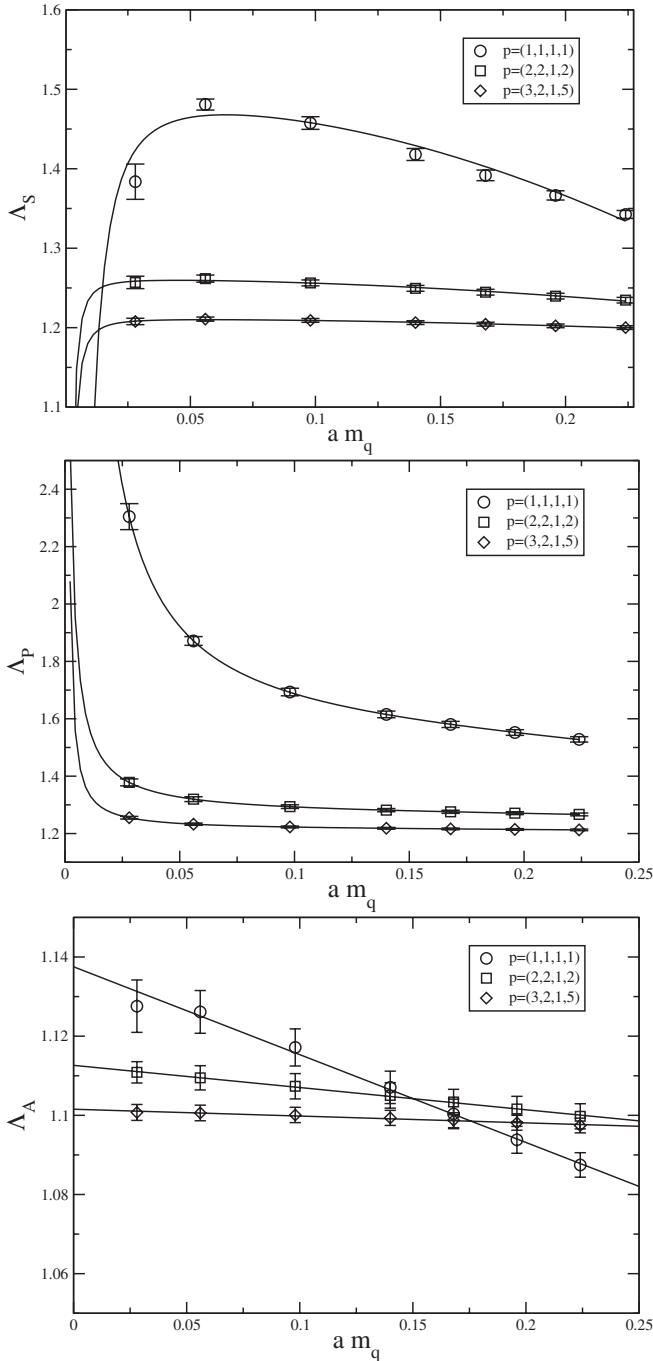 1.6
1.5
1.4
1.3
1.2
1.1
Λ_S
p=(1,1,1,1)
p=(2,2,1,2)
p=(3,2,1,5)
0.05
0.1
0.15
0.2
a m_q
2.4
2.2
2
1.8
1.6
1.4
1.2
Λ_P
p=(1,1,1,1)
p=(2,2,1,2)
p=(3,2,1,5)
0
0.05
0.1
0.15
0.2
0.25
a m_q
1.14
1.12
1.1
1.08
1.06
Λ_A
p=(1,1,1,1)
p=(2,2,1,2)
p=(3,2,1,5)
0
0.05
0.1
0.15
0.2
0.25
a m_q